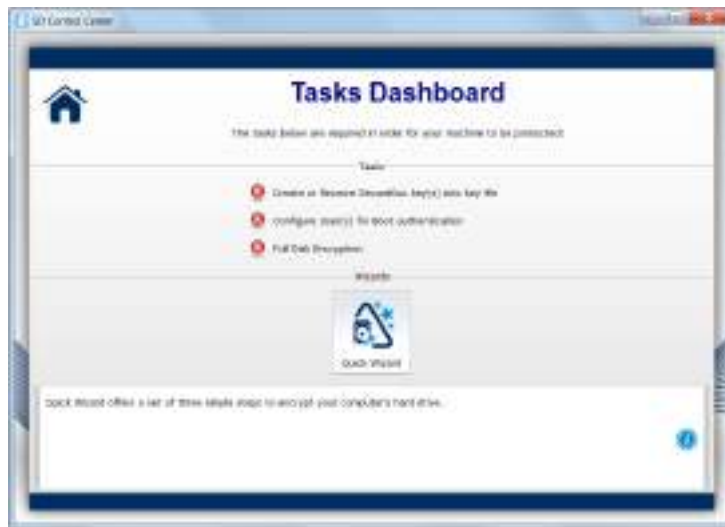 SD Control Center
Tasks Dashboard
The tasks below are required in order for your machine to be protected
Tasks
Create or Receive SecureDoc key(s) into key file
Configure user(s) for Boot authentication
Full Disk Encryption
Wizards
Quick Wizard
Quick Wizard offers a set of three simple steps to encrypt your computer's hard drive.